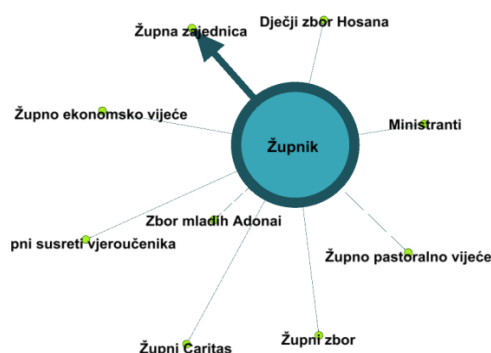 Dječji zbor Hosana
Župna zajednica
Župno ekonomsko vijeće
Ministranti
Župnik
Zbor mladih Adonai
pni susreti vjeroučenika
Župno pastoralno vijeće
Župni zbor
Župni Caritas